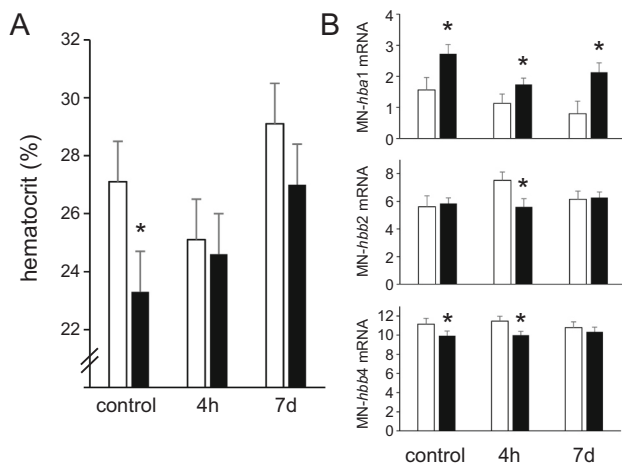 A
hematocrit (%)
32
30
28
26
24
22
*
control 4h 7d
B
MN-hba1 mRNA
4
3
2
1
0
* * *
MN-hbb2 mRNA
8
6
4
2
0
*
MN-hbb4 mRNA
12
10
8
6
4
2
0
* *
control 4h 7d